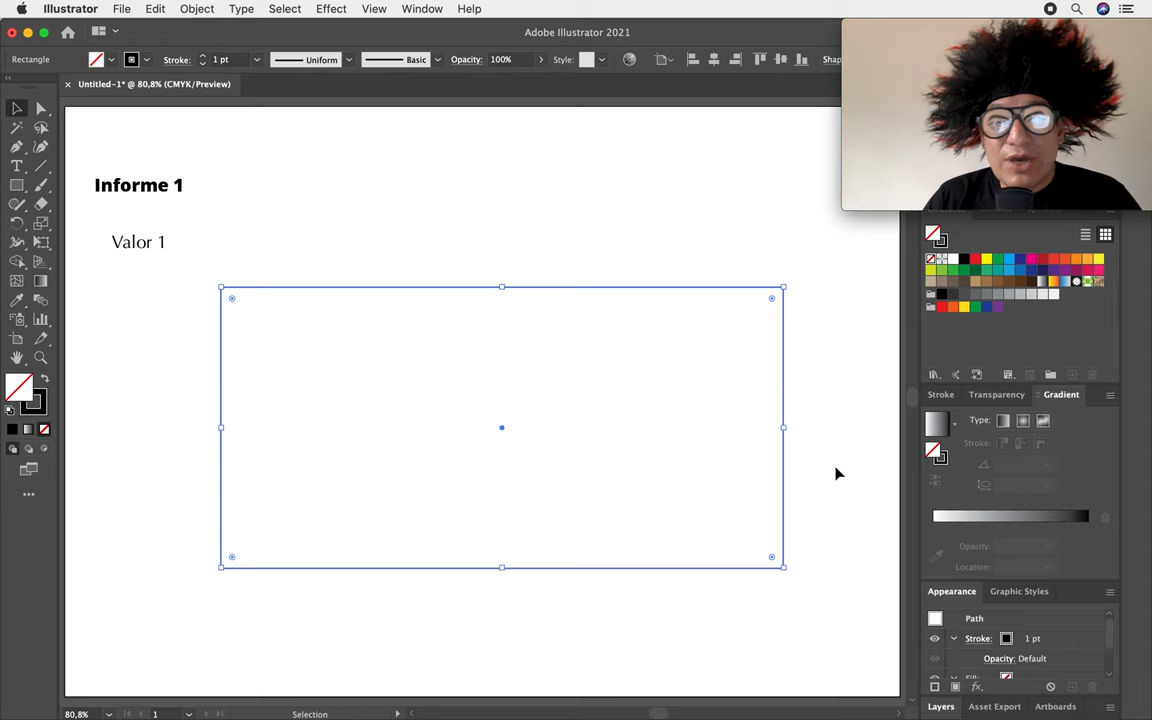 Illustrator File Edit Object Type Select Effect View Window Help
Adobe Illustrator 2021
Rectangle Stroke: 1 pt Uniform Basic Opacity: 100% Style: Shap
Untitled-1* @ 80,8% (CMYK/Preview)
Informe 1
Valor 1
Stroke Transparency Gradient
Type:
Stroke:
Opacity:
Location:
Appearance Graphic Styles
Path
Stroke: 1 pt
Opacity: Default
Layers Asset Export Artboards
80,8% 1 Selection